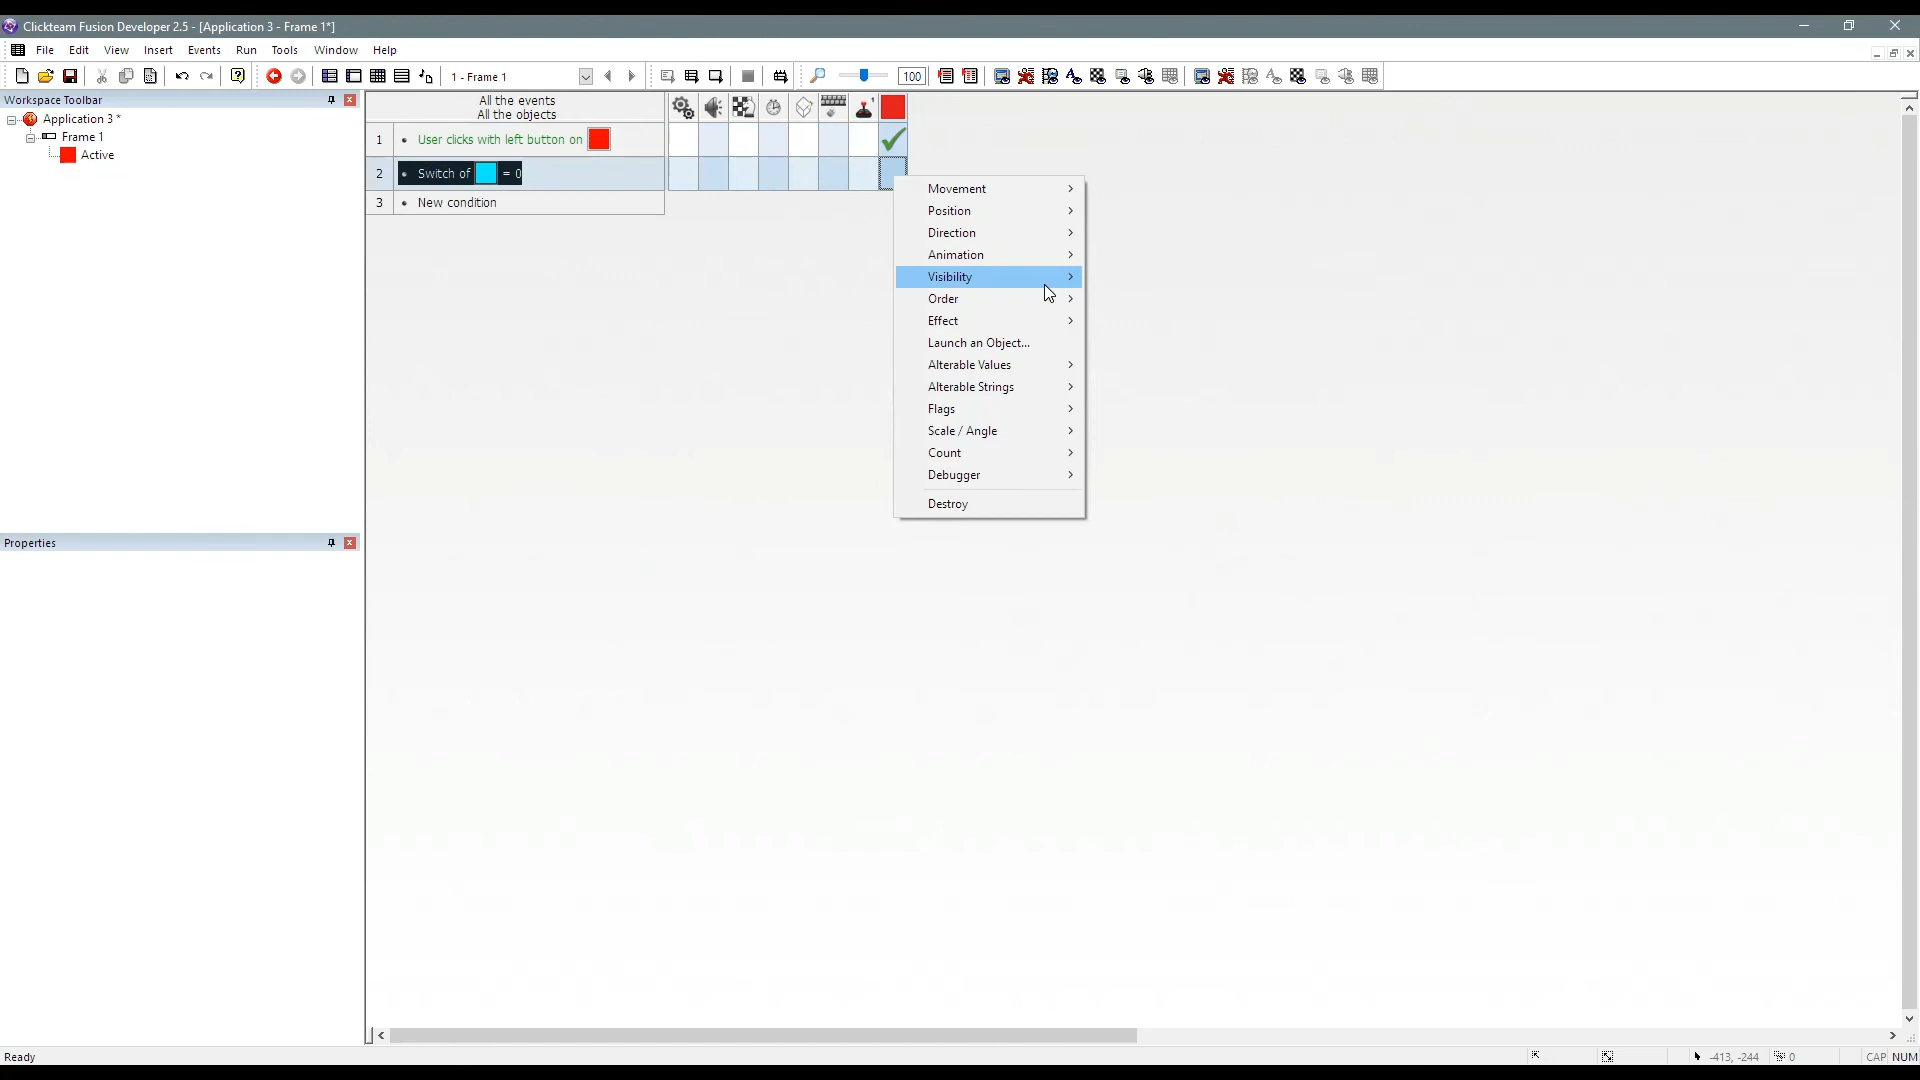 Clickteam Fusion Developer 2.5 - [Application 3 - Frame 1*]
File Edit View Insert Events Run Tools Window Help
1 - Frame 1
100
Workspace Toolbar
Application 3 *
Frame 1
Active
Properties
All the events
All the objects
1 • User clicks with left button on
2 • Switch of = 0
3 • New condition
Movement
Position
Direction
Animation
Visibility
Order
Effect
Launch an Object...
Alterable Values
Alterable Strings
Flags
Scale / Angle
Count
Debugger
Destroy
Ready
-413, -244
0
CAP NUM